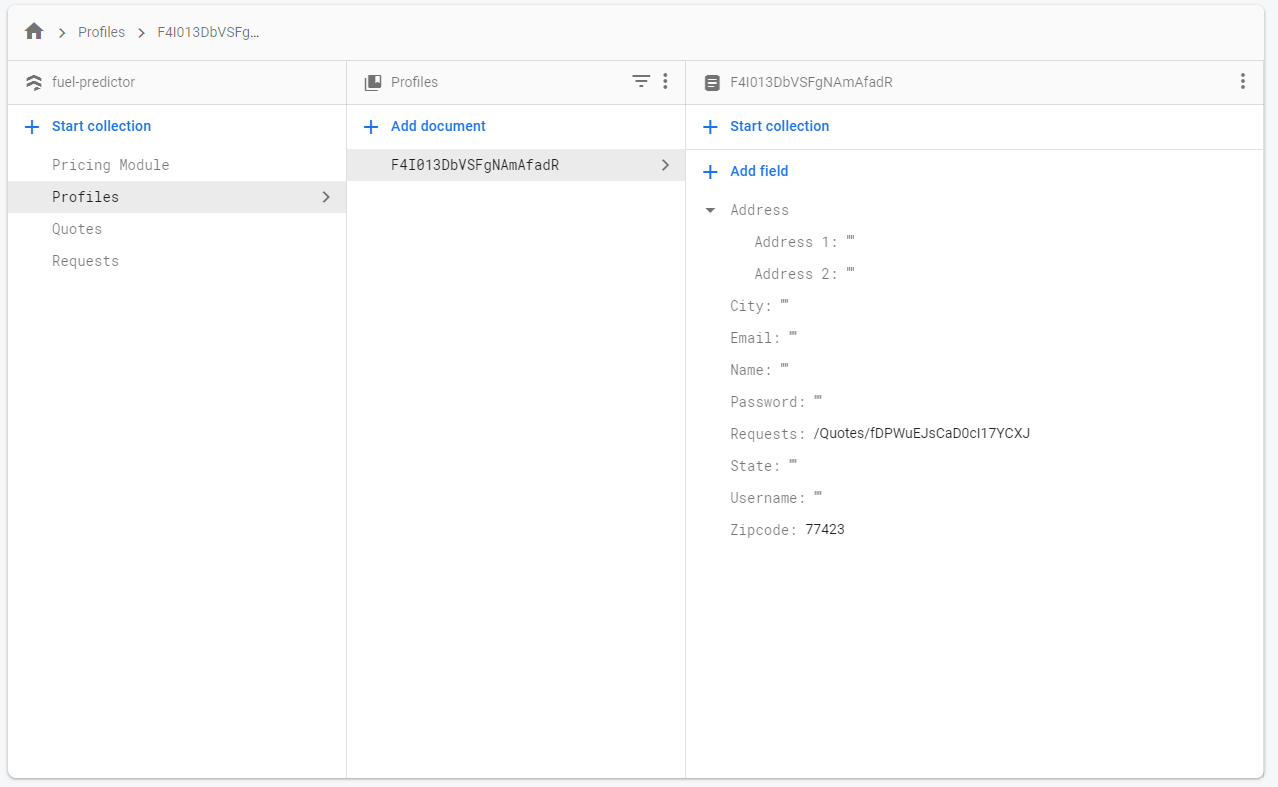 Profiles F4I013DbVSFg...
fuel-predictor
Start collection
Pricing Module
Profiles
Quotes
Requests
Profiles
Add document
F4I013DbVSFgNAmAfadR
F4I013DbVSFgNAmAfadR
Start collection
Add field
Address
Address 1: ""
Address 2: ""
City: ""
Email: ""
Name: ""
Password: ""
Requests: /Quotes/fDPWuEJsCaD0cI17YCXJ
State: ""
Username: ""
Zipcode: 77423